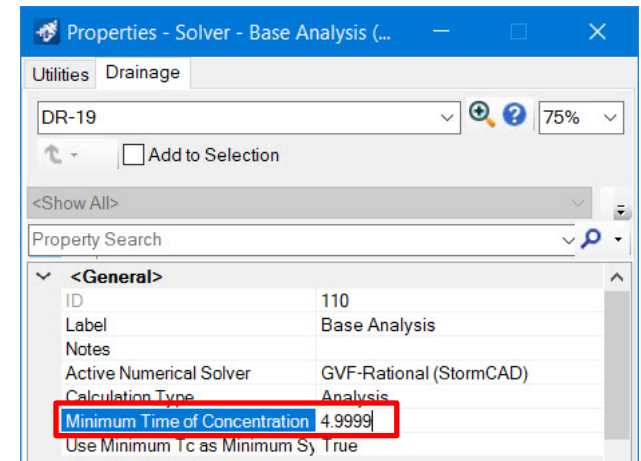 Properties - Solver - Base Analysis (...
Utilities Drainage
DR-19 75%
Add to Selection
<Show All>
Property Search
<General>
ID 110
Label Base Analysis
Notes
Active Numerical Solver GVF-Rational (StormCAD)
Calculation Type Analysis
Minimum Time of Concentration 4.9999
Use Minimum Tc as Minimum Sy True